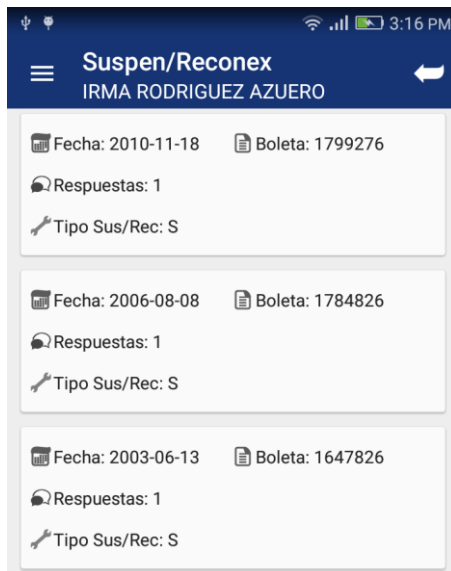 3:16 PM
Suspen/Reconex
IRMA RODRIGUEZ AZUERO
Fecha: 2010-11-18 Boleta: 1799276
Respuestas: 1
Tipo Sus/Rec: S
Fecha: 2006-08-08 Boleta: 1784826
Respuestas: 1
Tipo Sus/Rec: S
Fecha: 2003-06-13 Boleta: 1647826
Respuestas: 1
Tipo Sus/Rec: S